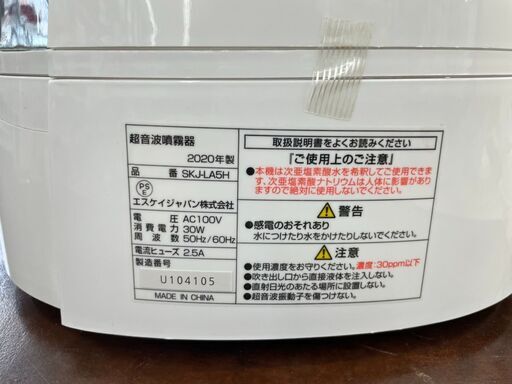 超音波噴霧器
2020年製
品 番 SKJ-LA5H
PS
E
エスケイジャパン株式会社
電 圧 AC100V
消費電力 30W
周 波 数 50Hz/60Hz
電流ヒューズ 2.5A
製造番号
U104105
MADE IN CHINA
取扱説明書をよくお読みください
『ご使用上のご注意』
●本機は次亜塩素酸水を希釈してご使用できま
す。次亜塩素酸ナトリウムは人体に影響があり
ますので絶対に使用しないでください。
警告
●感電のおそれあり
水につけたり水をかけたりしないでください。
注意
●使用濃度をお守りください。濃度:30ppm以下
●吹き出し口から直接液体を注入しない。
●直射日光のあたる場所に設置しない。
●超音波振動子を傷つけない。